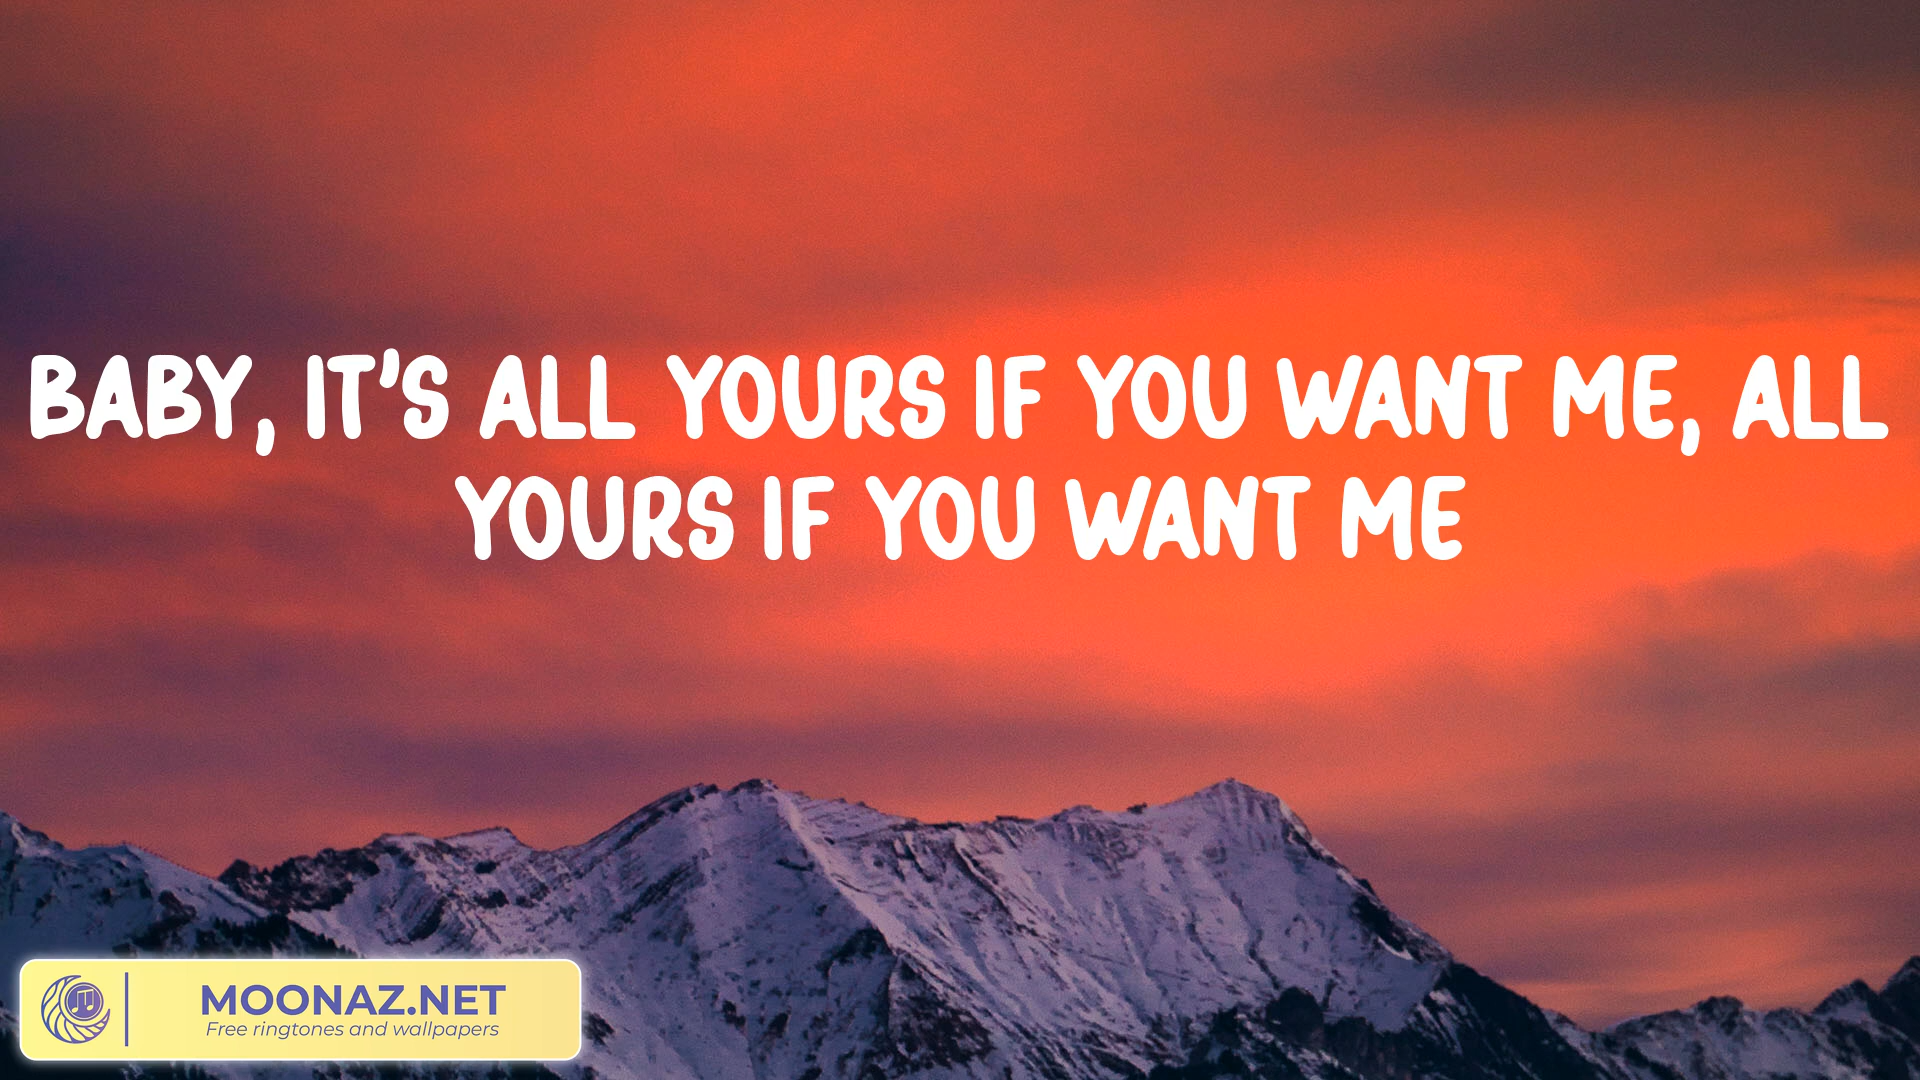 BABY, IT'S ALL YOURS IF YOU WANT ME, ALL
YOURS IF YOU WANT ME
MOONAZ.NET
Free ringtones and wallpapers